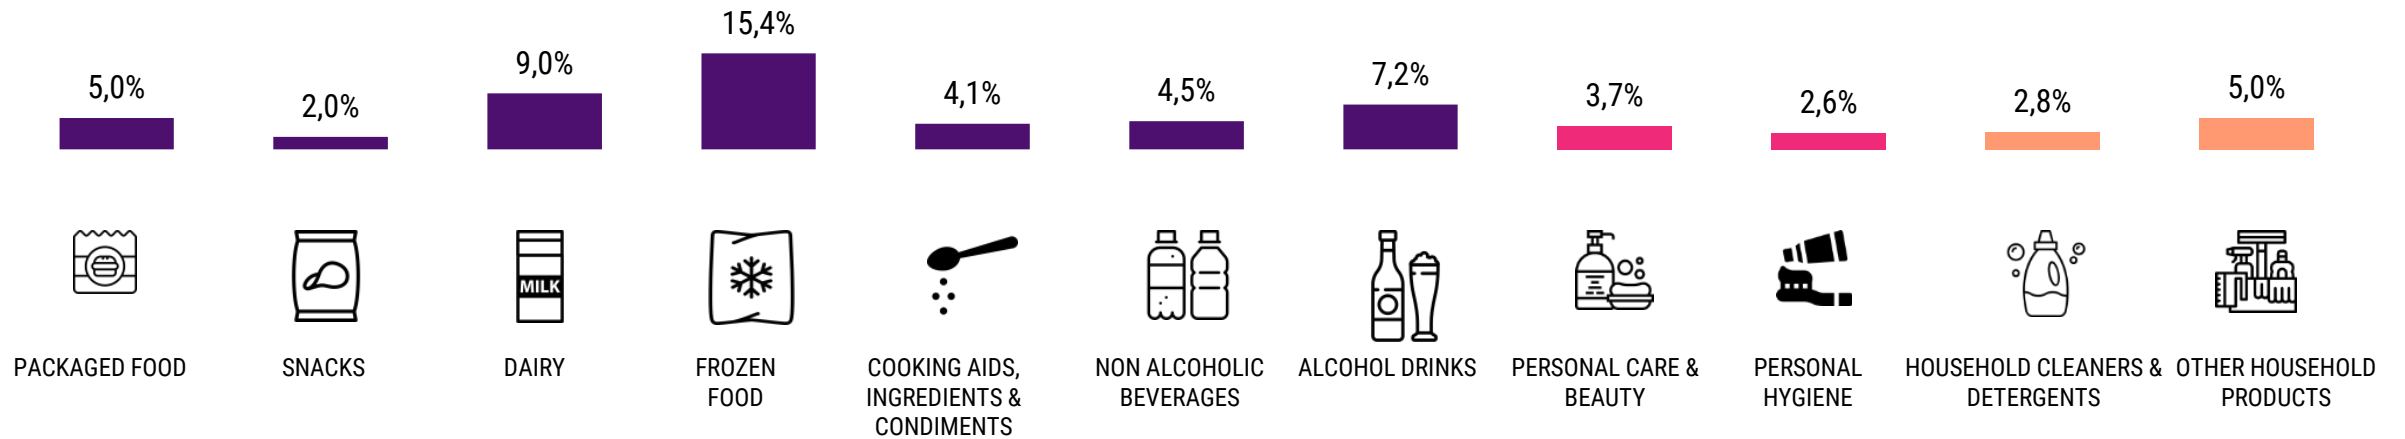 15,4%
9,0%
7,2%
5,0%
2,0%
4,1%
4,5%
3,7%
2,6%
2,8%
5,0%
MILK
PACKAGED FOOD
SNACKS
DAIRY
FROZEN
FOOD
COOKING AIDS,
INGREDIENTS &
CONDIMENTS
NON ALCOHOLIC
BEVERAGES
ALCOHOL DRINKS
PERSONAL CARE &
BEAUTY
PERSONAL
HYGIENE
HOUSEHOLD CLEANERS &
DETERGENTS
OTHER HOUSEHOLD
PRODUCTS